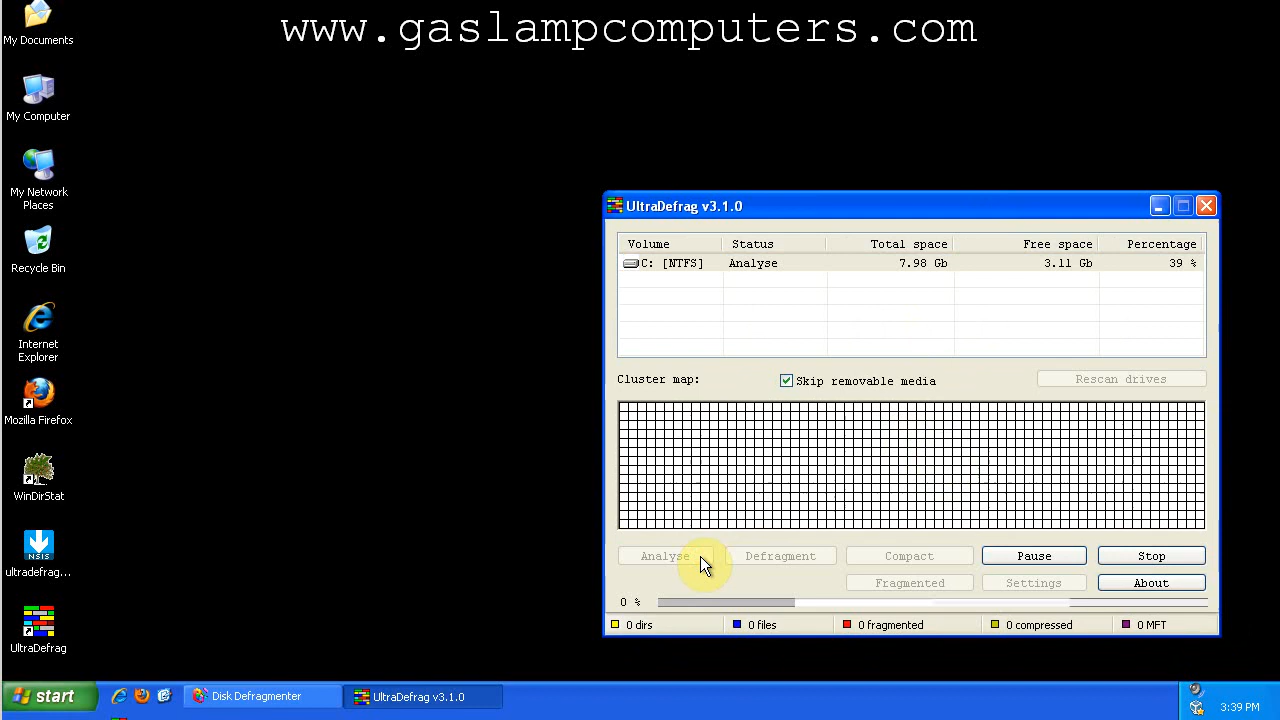 www.gaslampcomputers.com
My Documents
My Computer
My Network
Places
Recycle Bin
Internet
Explorer
Mozilla Firefox
WinDirStat
NSIS
ultradefrag...
UltraDefrag
UltraDefrag v3.1.0
Volume Status Total space Free space Percentage
C: [NTFS] Analyse 7.98 Gb 3.11 Gb 39 %
Cluster map: Skip removable media Rescan drives
Analyse Defragment Compact Pause Stop
Fragmented Settings About
0 %
0 dirs 0 files 0 fragmented 0 compressed 0 MFT
start Disk Defragmenter UltraDefrag v3.1.0 3:39 PM